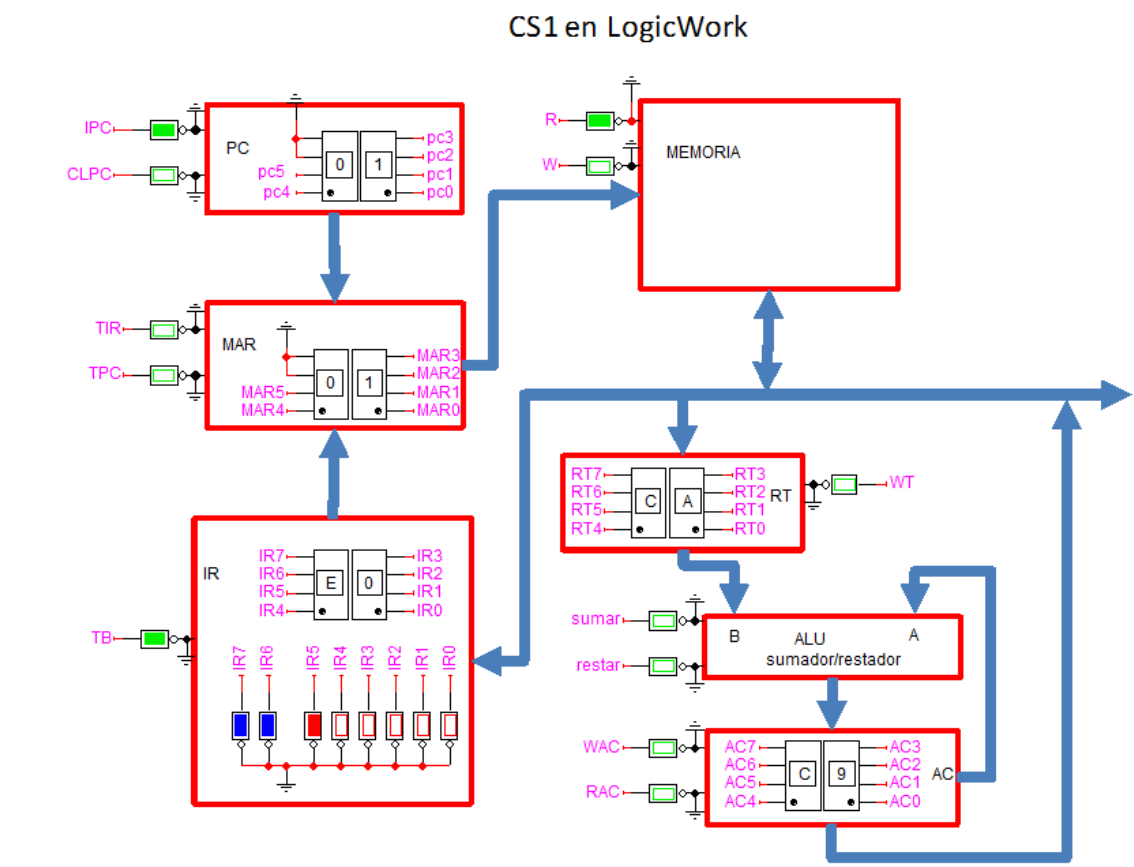 CS1 en LogicWork
IPC
CLPC
PC
pc5
pc4
0 1
pc3
pc2
pc1
pc0
R
W
MEMORIA
TIR
TPC
MAR
MAR5
MAR4
0 1
MAR3
MAR2
MAR1
MAR0
RT7
RT6
RT5
RT4
C A
RT3
RT2
RT1
RT0
RT
WT
TB
IR
IR7
IR6
IR5
IR4
E 0
IR3
IR2
IR1
IR0
IR7 IR6 IR5 IR4 IR3 IR2 IR1 IR0
sumar
restar
B ALU A
sumador/restador
WAC
RAC
AC7
AC6
AC5
AC4
C 9
AC3
AC2
AC1
AC0
AC